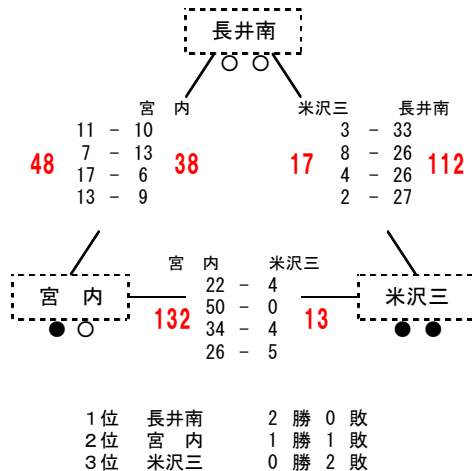 長井南
○ ○
宮 内
11 - 10
7 - 13
17 - 6
13 - 9
48 38
米沢三 長井南
3 - 33
8 - 26
4 - 26
2 - 27
17 112
宮 内 米沢三
22 - 4
50 - 0
34 - 4
26 - 5
132 13
宮 内
● ○
米沢三
● ●
1位 長井南 2 勝 0 敗
2位 宮 内 1 勝 1 敗
3位 米沢三 0 勝 2 敗